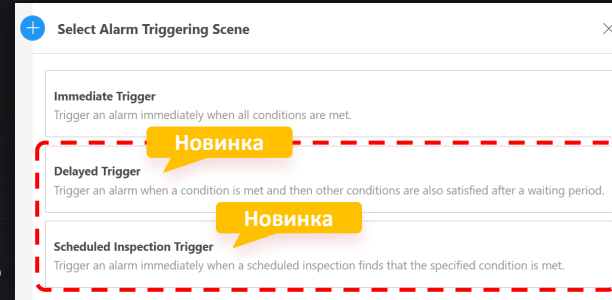 Select Alarm Triggering Scene
Immediate Trigger
Trigger an alarm immediately when all conditions are met.
Новинка
Delayed Trigger
Trigger an alarm when a condition is met and then other conditions are also satisfied after a waiting period.
Новинка
Scheduled Inspection Trigger
Trigger an alarm immediately when a scheduled inspection finds that the specified condition is met.